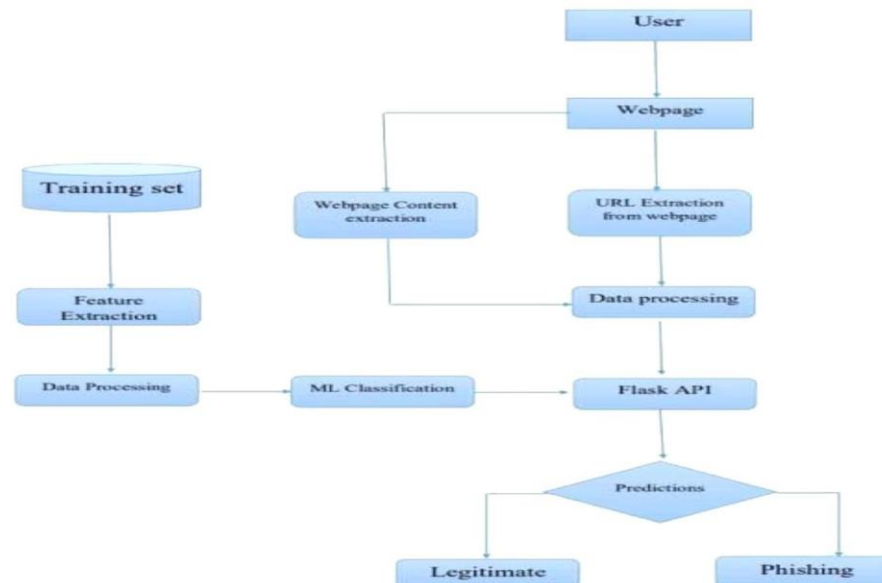 User
Webpage
Training set
Webpage Content
extraction
URL Extraction
from webpage
Feature
Extraction
Data processing
Data Processing
ML Classification
Flask API
Predictions
Legitimate
Phishing